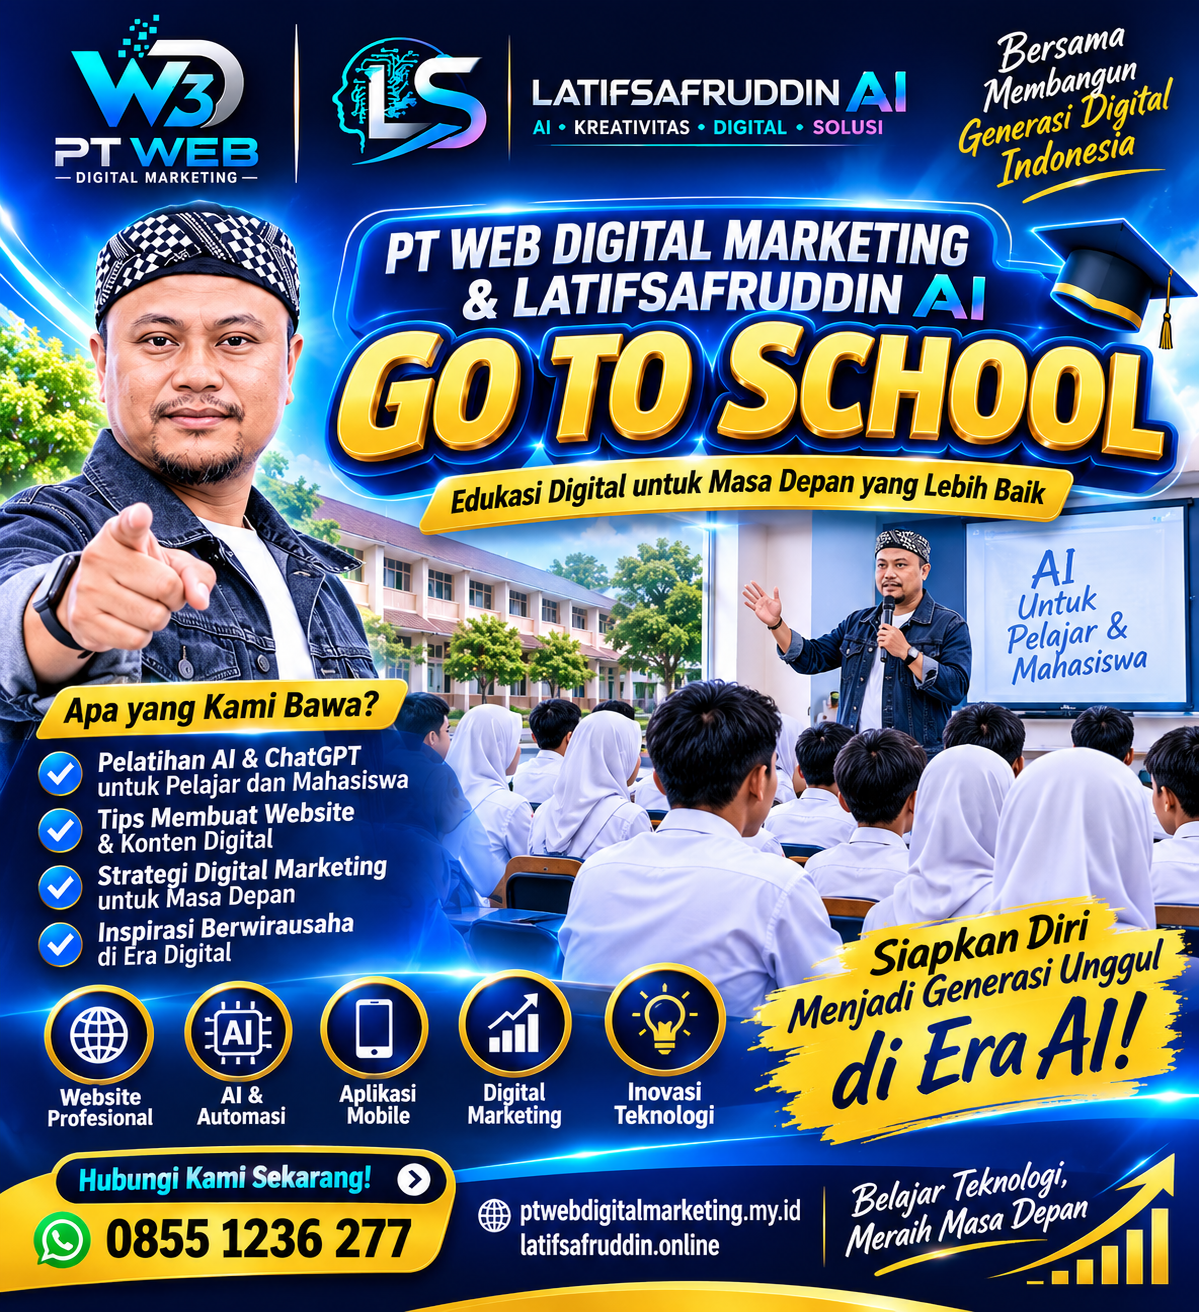 W3D
PT WEB
DIGITAL MARKETING
LS
LATIFSAFRUDDIN AI
AI • KREATIVITAS • DIGITAL • SOLUSI
Bersama
Membangun
Generasi Digital
Indonesia
PT WEB DIGITAL MARKETING
& LATIFSAFRUDDIN AI
GO TO SCHOOL
Edukasi Digital untuk Masa Depan yang Lebih Baik
AI
Untuk
Pelajar &
Mahasiswa
Apa yang Kami Bawa?
Pelatihan AI & ChatGPT
untuk Pelajar dan Mahasiswa
Tips Membuat Website
& Konten Digital
Strategi Digital Marketing
untuk Masa Depan
Inspirasi Berwirausaha
di Era Digital
Siapkan Diri
Menjadi Generasi Unggul
di Era AI!
Website
Profesional
AI
AI &
Automasi
Aplikasi
Mobile
Digital
Marketing
Inovasi
Teknologi
Hubungi Kami Sekarang!
0855 1236 277
ptwebdigitalmarketing.my.id
latifsafruddin.online
Belajar Teknologi,
Meraih Masa Depan